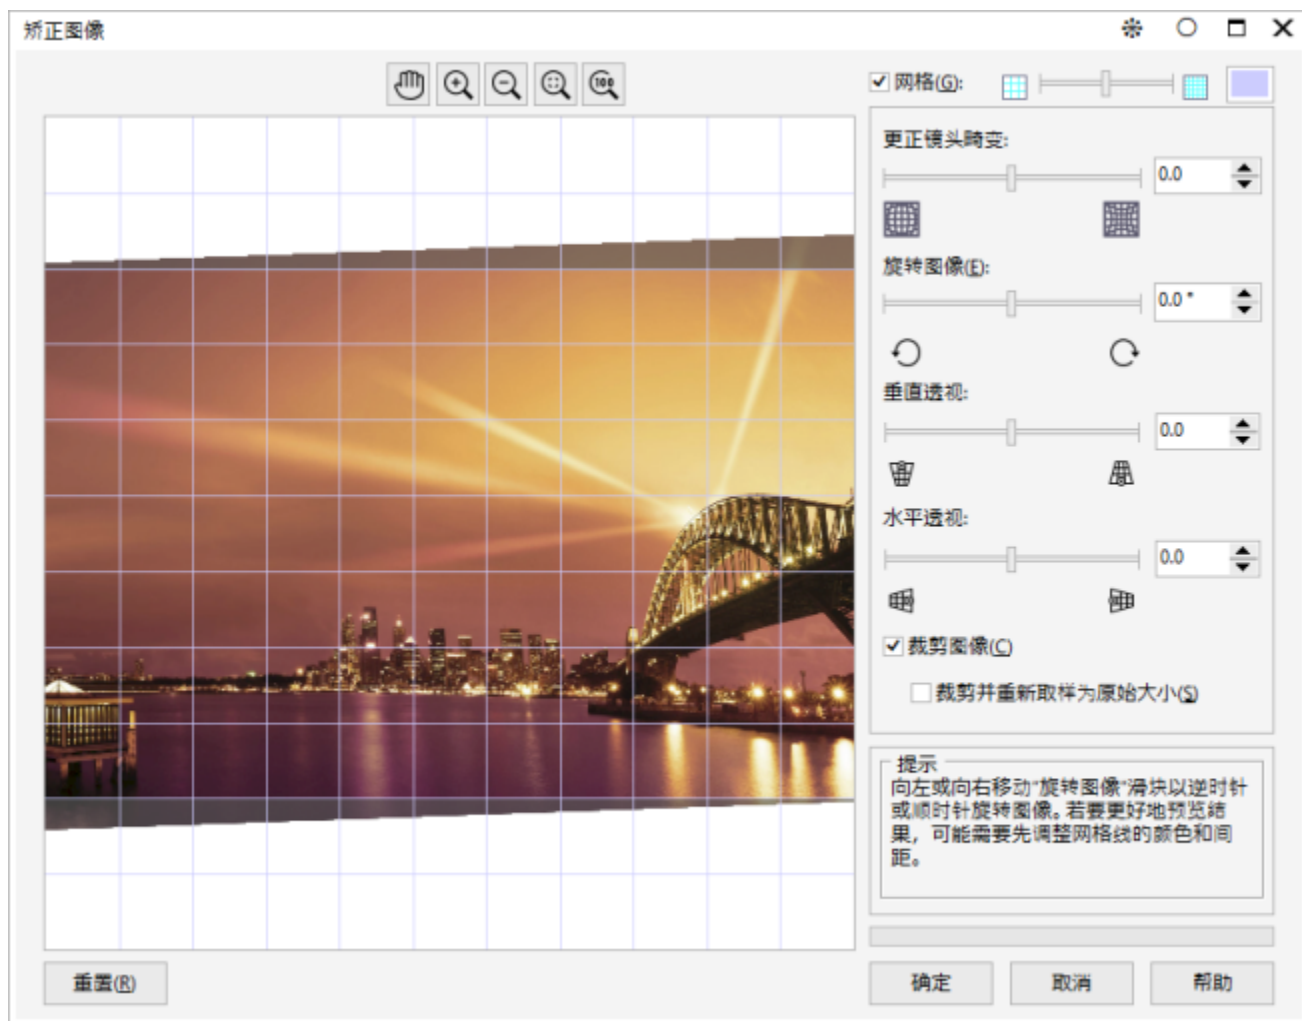 矫正图像
100
网格(G):
更正镜头畸变:
0.0
旋转图像(E):
0.0 °
垂直透视:
0.0
水平透视:
0.0
裁剪图像(C)
裁剪并重新取样为原始大小(S)
提示
向左或向右移动"旋转图像"滑块以逆时针
或顺时针旋转图像。若要更好地预览结
果，可能需要先调整网格线的颜色和间
距。
重置(R)
确定
取消
帮助